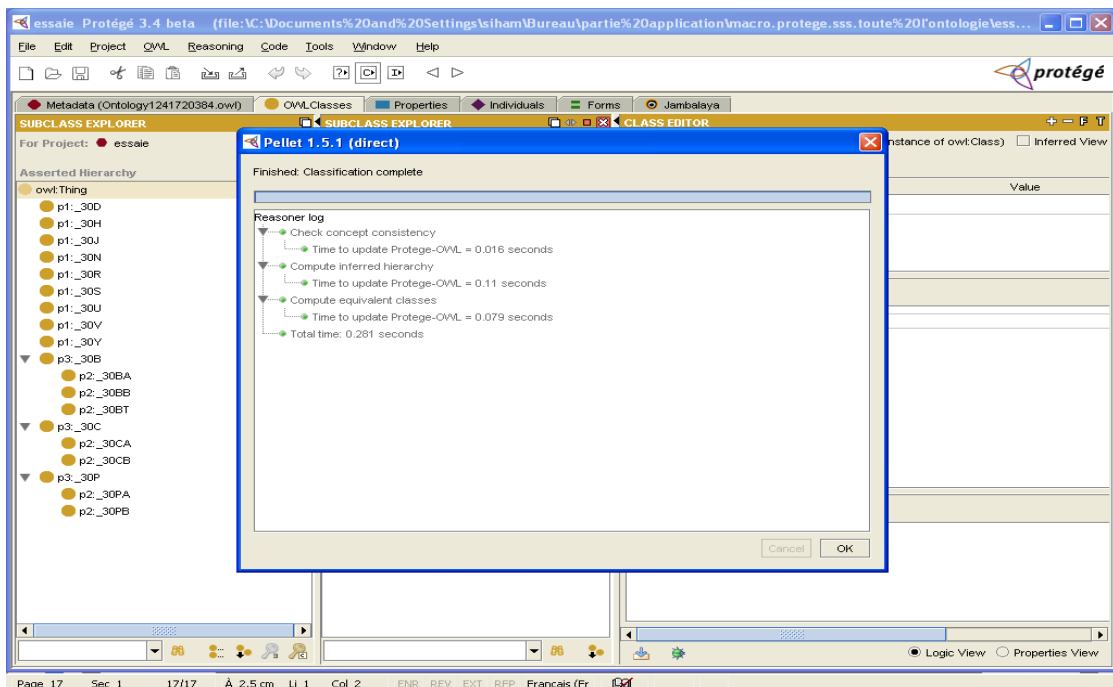 essaie Protégé 3.4 beta (file:\C:\Documents%20and%20Settings\siham\Bureau\partie%20application\macro.protege.sss.toute%20l'ontologie\ess...
File Edit Project OWL Reasoning Code Tools Window Help
protégé
Metadata (Ontology1241720384.owl) OWLClasses Properties Individuals Forms Jambalaya
SUBCLASS EXPLORER SUBCLASS EXPLORER CLASS EDITOR
For Project: essaie
nstance of owl:Class) Inferred View
Asserted Hierarchy
Value
owl:Thing
p1:_30D
p1:_30H
p1:_30J
p1:_30N
p1:_30R
p1:_30S
p1:_30U
p1:_30V
p1:_30Y
p3:_30B
p2:_30BA
p2:_30BB
p2:_30BT
p3:_30C
p2:_30CA
p2:_30CB
p3:_30P
p2:_30PA
p2:_30PB
Pellet 1.5.1 (direct)
Finished: Classification complete
Reasoner log
Check concept consistency
Time to update Protege-OWL = 0.016 seconds
Compute inferred hierarchy
Time to update Protege-OWL = 0.11 seconds
Compute equivalent classes
Time to update Protege-OWL = 0.079 seconds
Total time: 0.281 seconds
Cancel OK
Logic View Properties View
Page 17 Sec 1 17/17 À 2,5 cm Li 1 Col 2 ENR REV EXT RFP Français (Fr